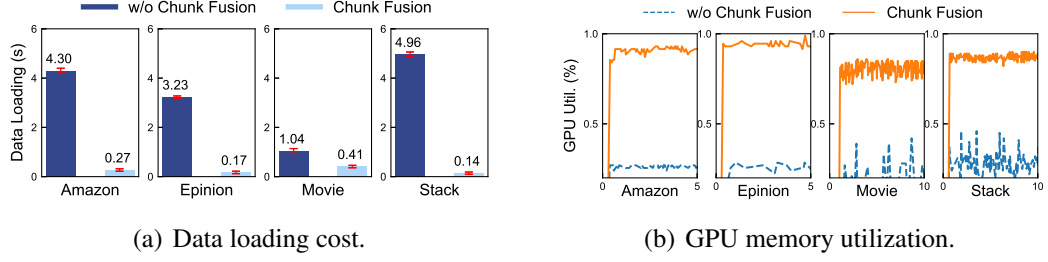 w/o Chunk Fusion Chunk Fusion
Data Loading (s)
6 6 6 6
4 4 4 4
2 2 2 2
0 0 0 0
4.30 0.27
3.23 0.17
1.04 0.41
4.96 0.14
Amazon Epinion Movie Stack
(a) Data loading cost.
w/o Chunk Fusion Chunk Fusion
GPU Util. (%)
1.0 1.0 1.0 1.0
0.5 0.5 0.5 0.5
0 5 0 5 0 10 0 10
Amazon Epinion Movie Stack
(b) GPU memory utilization.